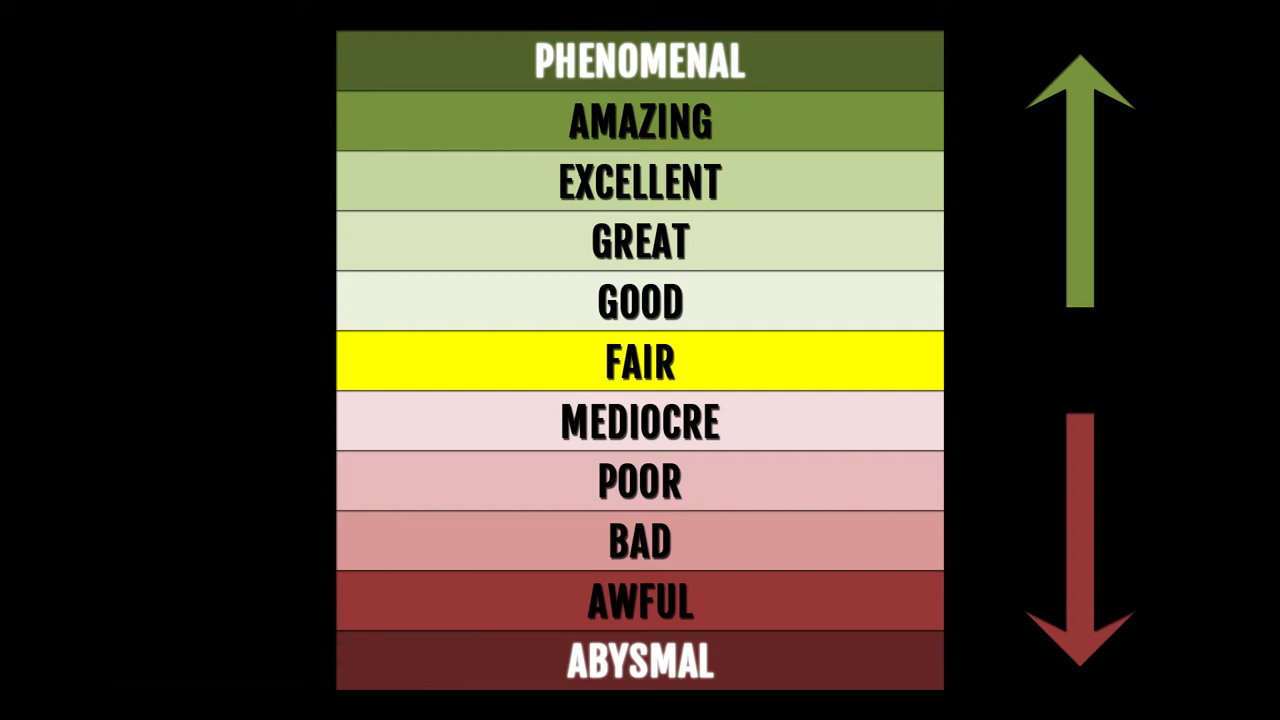 PHENOMENAL
AMAZING
EXCELLENT
GREAT
GOOD
FAIR
MEDIOCRE
POOR
BAD
AWFUL
ABYSMAL